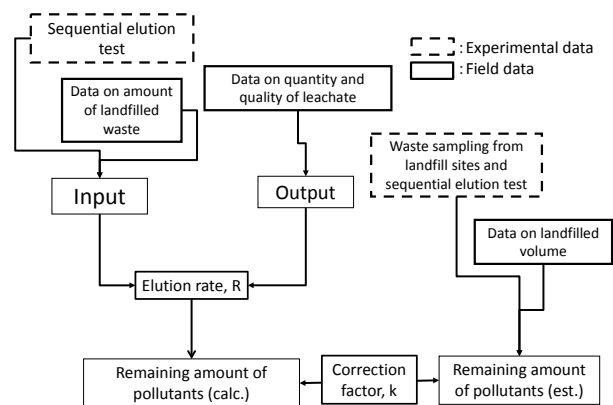 Sequential elution
test
: Experimental data
: Field data
Data on amount
of landfilled
waste
Data on quantity and
quality of leachate
Waste sampling from
landfill sites and
sequential elution test
Input
Output
Data on landfilled
volume
Elution rate, R
Remaining amount of
pollutants (calc.)
Correction
factor, k
Remaining amount
of pollutants (est.)